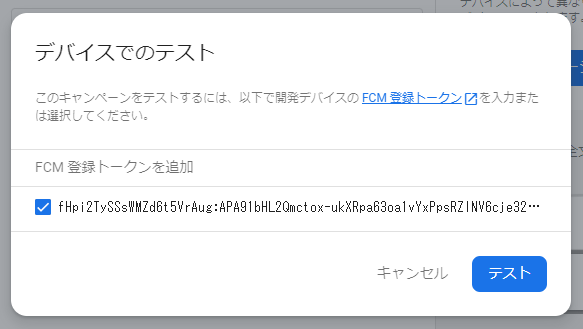 デバイスでのテスト
このキャンペーンをテストするには、以下で開発デバイスの FCM 登録トークン を入力また
は選択してください。
FCM 登録トークンを追加
fHpi2TySSsWMZd6t5VrAug:APA91bHL2Qmctox-ukXRpa63oa1vYxPpsRZINV6cje32…
キャンセル
テスト